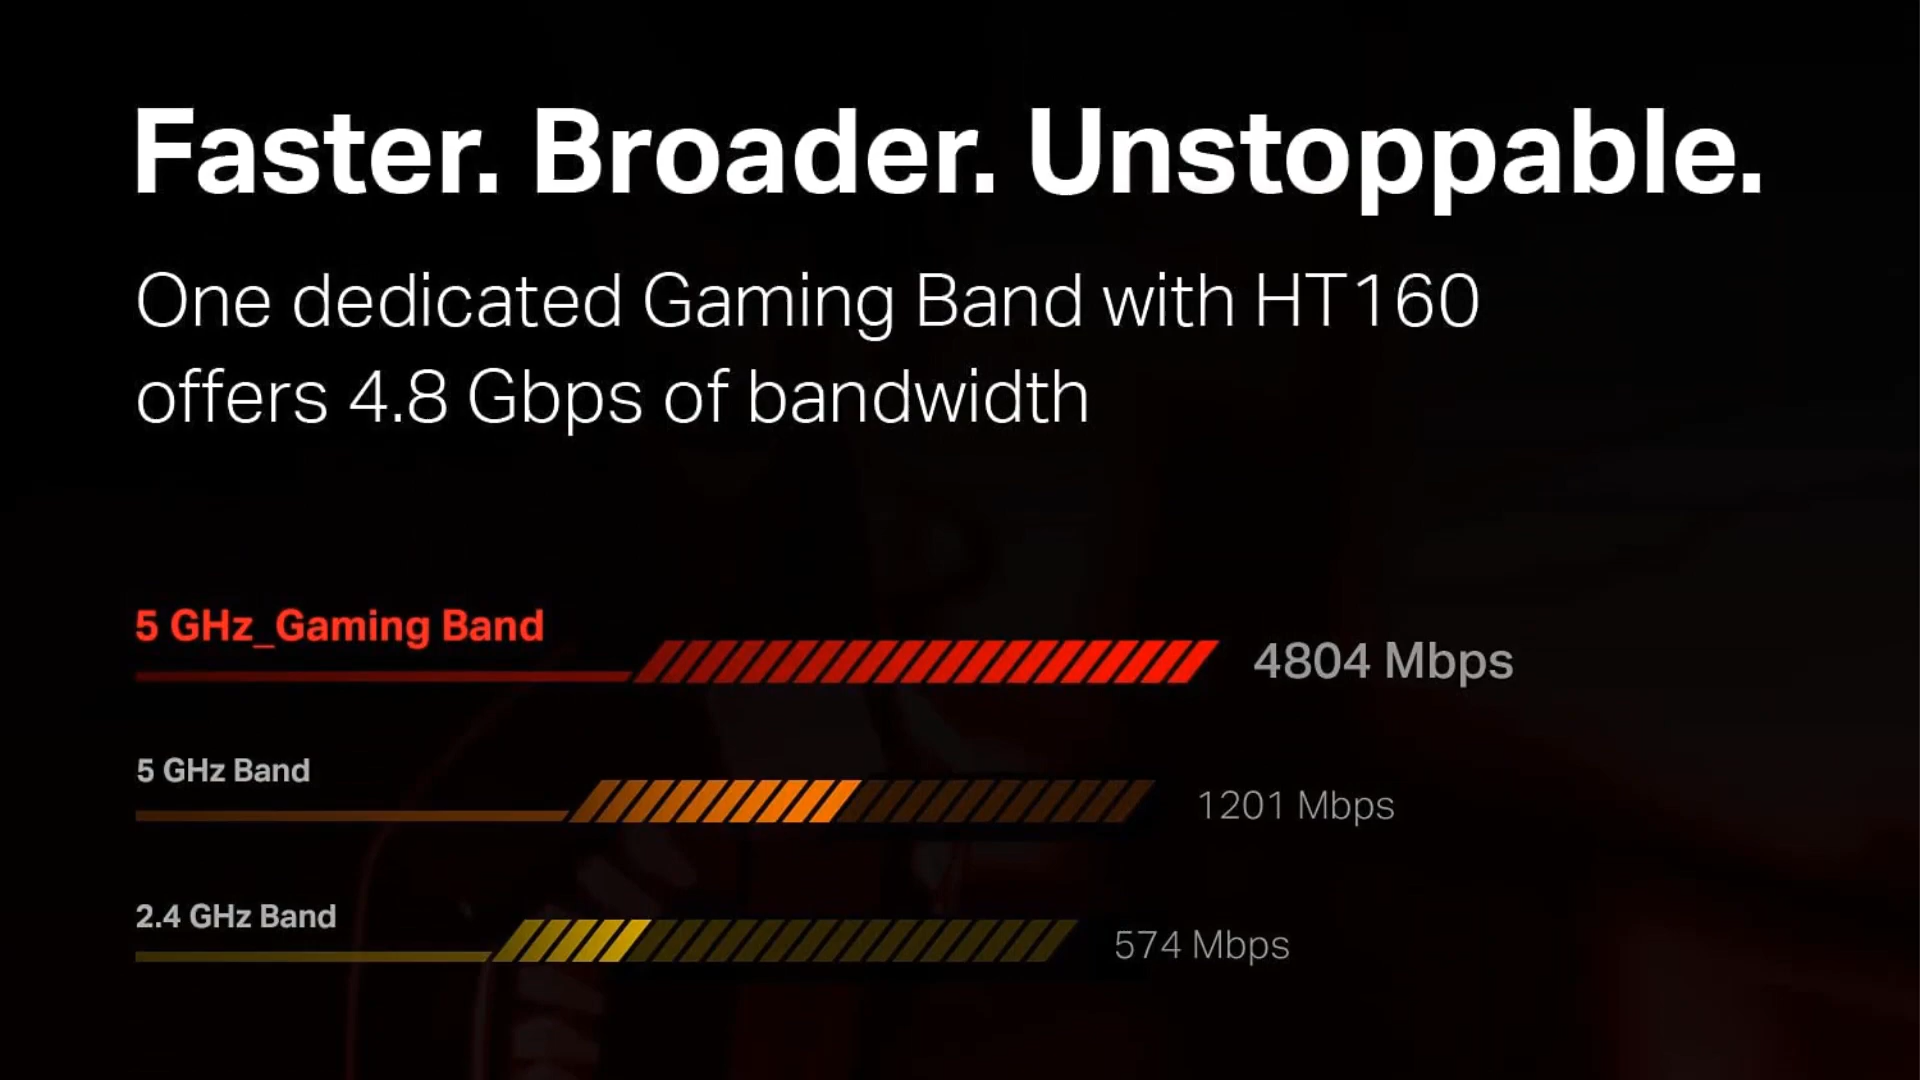 Faster. Broader. Unstoppable.
One dedicated Gaming Band with HT160
offers 4.8 Gbps of bandwidth
5 GHz_Gaming Band
4804 Mbps
5 GHz Band
1201 Mbps
2.4 GHz Band
574 Mbps